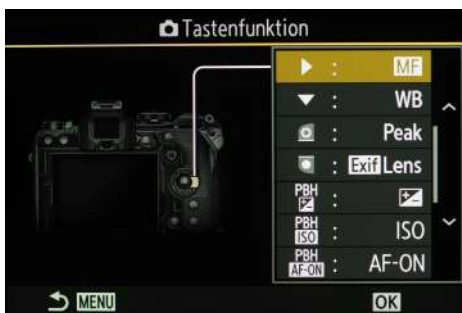 Tastenfunktion
: MF
: WB
: Peak
: Exif Lens
PBH :
PBH ISO : ISO
PBH AF-ON : AF-ON
MENU
OK